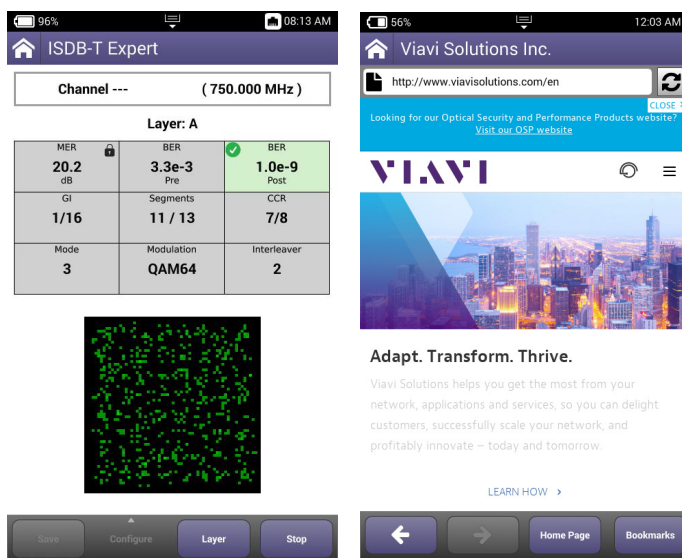 96%
08:13 AM
ISDB-T Expert
Channel --- ( 750.000 MHz )
Layer: A
MER BER BER
20.2 3.3e-3 1.0e-9
dB Pre Post
GI Segments CCR
1/16 11 / 13 7/8
Mode Modulation Interleaver
3 QAM64 2
Save Configure Layer Stop
56%
12:03 AM
Viavi Solutions Inc.
http://www.viavisolutions.com/en
CLOSE
Looking for our Optical Security and Performance Products website?
Visit our OSP website
VIAVI
Adapt. Transform. Thrive.
Viavi Solutions helps you get the most from your
network, applications and services, so you can delight
customers, successfully scale your network, and
profitably innovate – today and tomorrow.
LEARN HOW >
Home Page Bookmarks